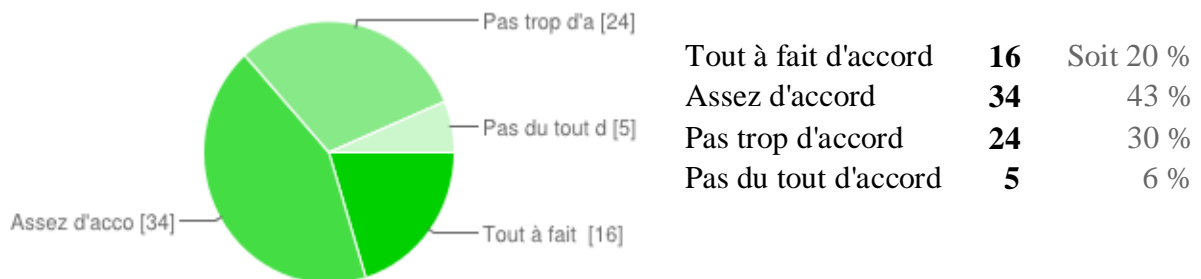 Pas trop d'a [24]
Pas du tout d [5]
Assez d'acco [34]
Tout à fait [16]
Tout à fait d'accord 16 Soit 20 %
Assez d'accord 34 43 %
Pas trop d'accord 24 30 %
Pas du tout d'accord 5 6 %